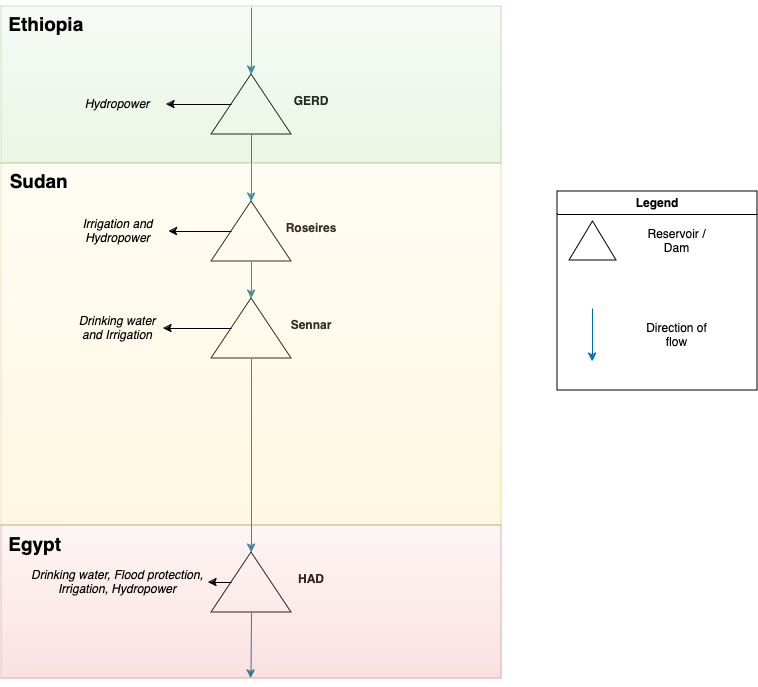 Ethiopia
Hydropower
GERD
Sudan
Irrigation and
Hydropower
Roseires
Drinking water
and Irrigation
Sennar
Egypt
Drinking water, Flood protection,
Irrigation, Hydropower
HAD
Legend
Reservoir /
Dam
Direction of
flow